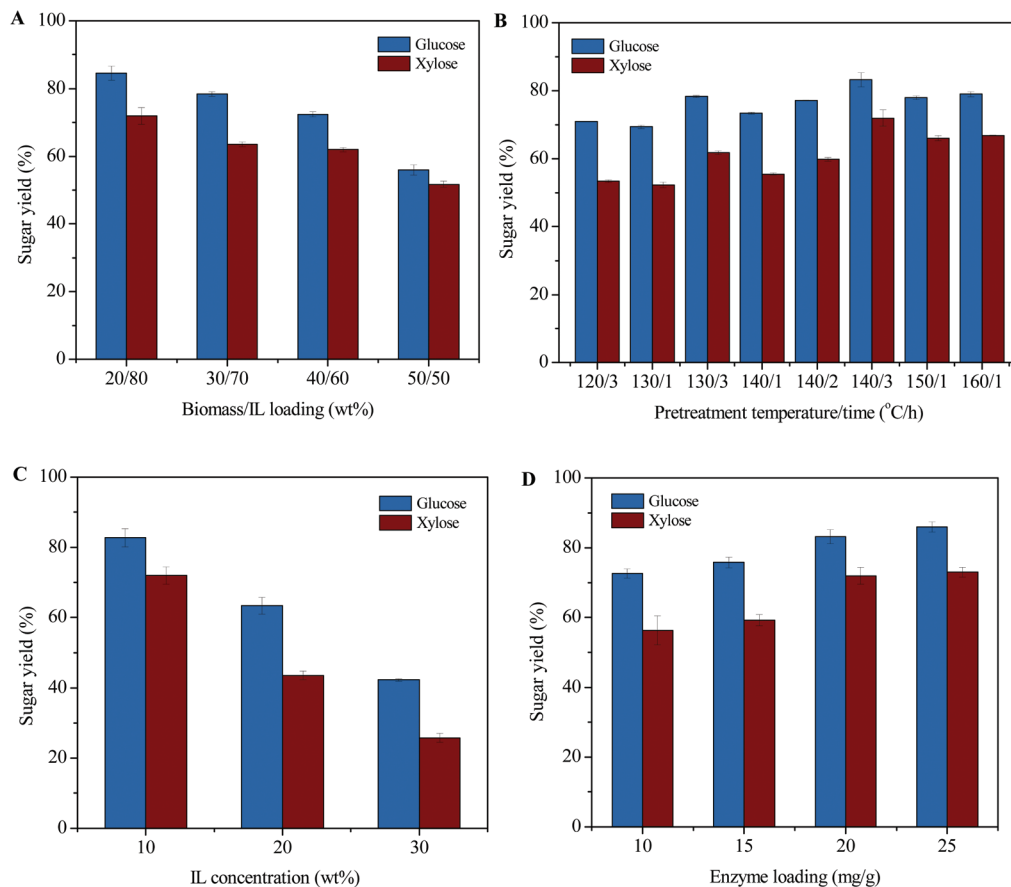 A
100
80
60
40
20
0
Sugar yield (%)
Glucose
Xylose
20/80 30/70 40/60 50/50
Biomass/IL loading (wt%)
B
100
80
60
40
20
0
Sugar yield (%)
Glucose
Xylose
120/3 130/1 130/3 140/1 140/2 140/3 150/1 160/1
Pretreatment temperature/time (°C/h)
C
100
80
60
40
20
0
Sugar yield (%)
Glucose
Xylose
10 20 30
IL concentration (wt%)
D
100
80
60
40
20
0
Sugar yield (%)
Glucose
Xylose
10 15 20 25
Enzyme loading (mg/g)